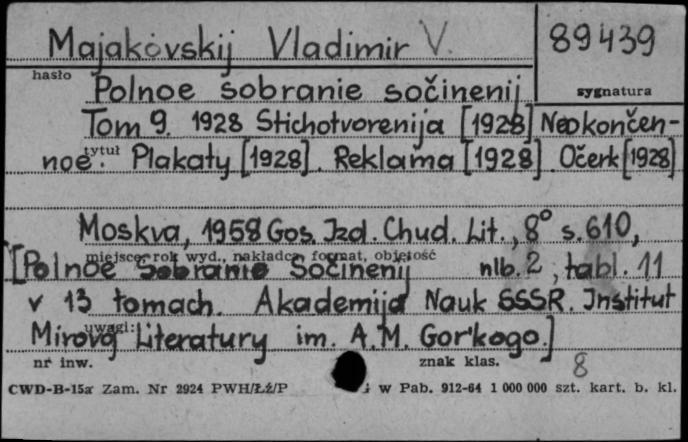 Majakovskij Vladimir V.
89439
hasło
Polnoe sobranie sočinenij
sygnatura
Tom 9. 1928 Stichotvorenija [1928] Neokončen-
noe. Plakaty [1928]. Reklama [1928]. Očerk [1928]
tytuł
Moskva, 1958 Gos. Izd. Chud. Lit., 8° s. 610,
miejsce, rok wyd., nakładca, format, objętość
[Polnoe Sobranie Sočinenij nlb. 2, tabl. 11
v 13 tomach. Akademija Nauk SSSR. Institut
uwagi:
Mirovoj Literatury im. A.M. Gor'kogo.]
nr inw.
znak klas.
8
CWD-B-15a Zam. Nr 2924 PWH/Łź/P w Pab. 912-64 1 000 000 szt. kart. b. kl.